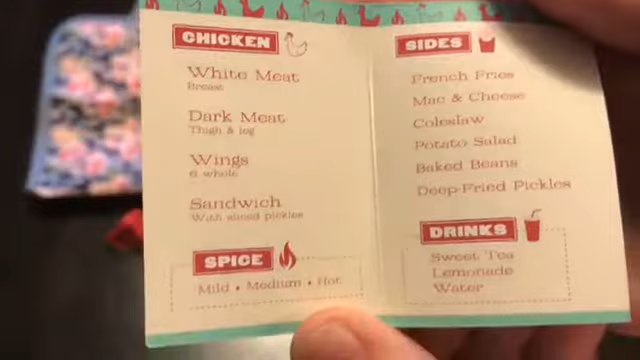 CHICKEN
White Meat
Breast
Dark Meat
Thigh & leg
Wings
6 whole
Sandwich
With sliced pickles
SPICE
Mild • Medium • Hot
SIDES
French Fries
Mac & Cheese
Coleslaw
Potato Salad
Baked Beans
Deep-Fried Pickles
DRINKS
Sweet Tea
Lemonade
Water